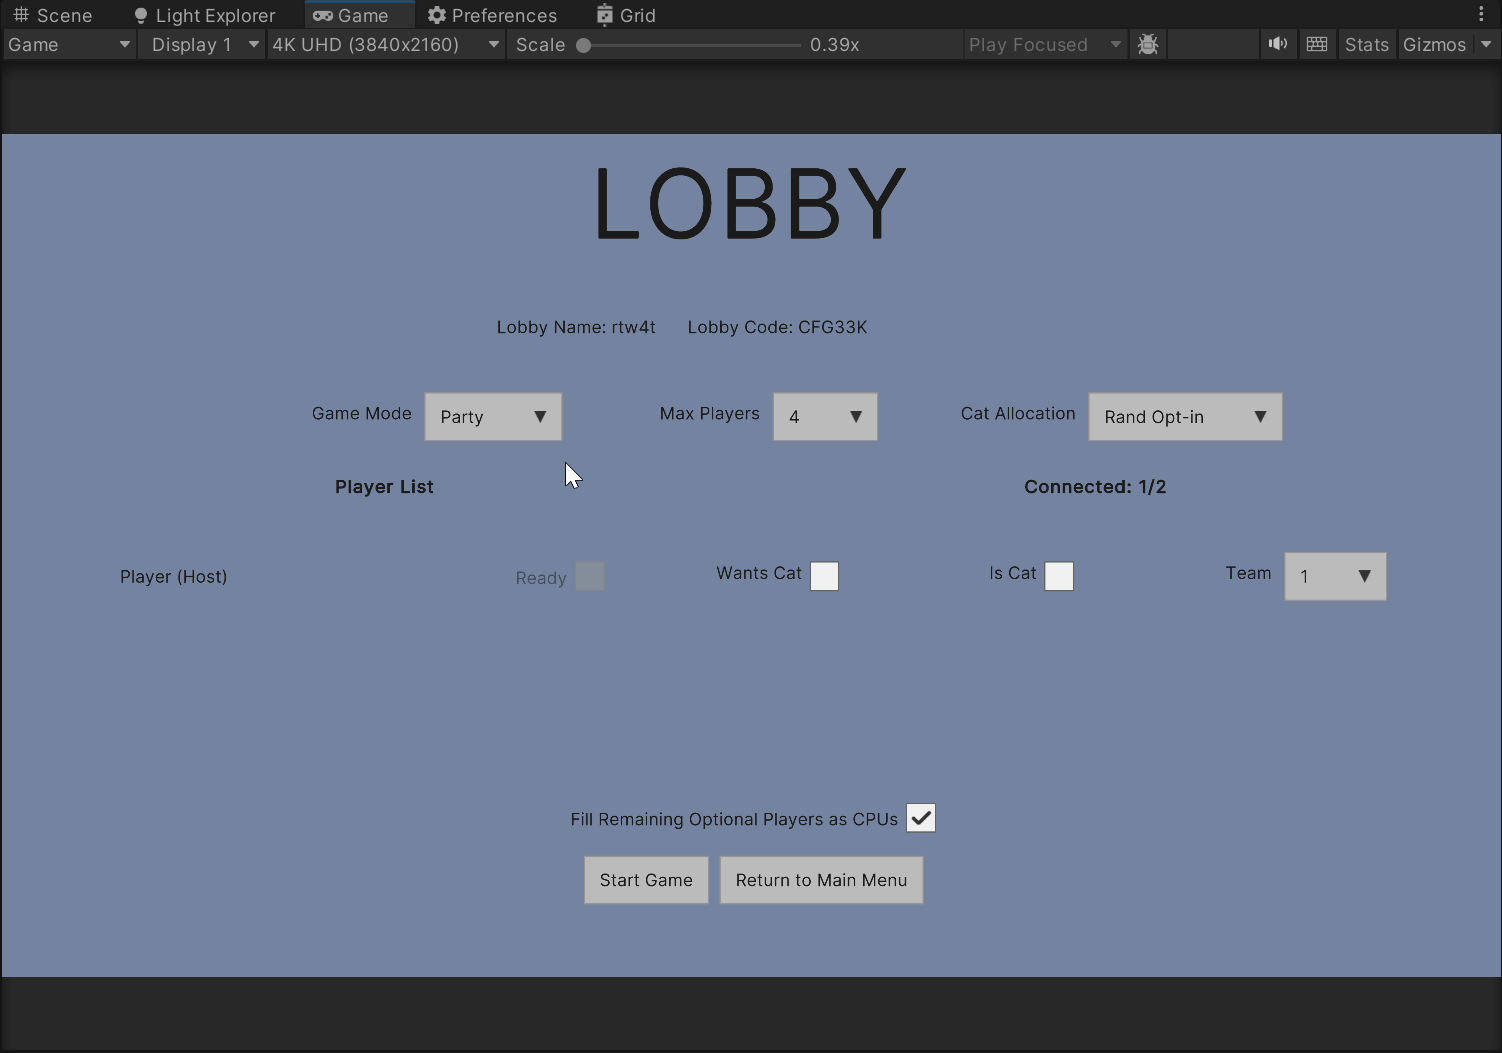 Scene Light Explorer Game Preferences Grid
Game Display 1 4K UHD (3840x2160) Scale 0.39x Play Focused Stats Gizmos
LOBBY
Lobby Name: rtw4t Lobby Code: CFG33K
Game Mode Party Max Players 4 Cat Allocation Rand Opt-in
Player List Connected: 1/2
Player (Host) Ready Wants Cat Is Cat Team 1
Fill Remaining Optional Players as CPUs
Start Game Return to Main Menu